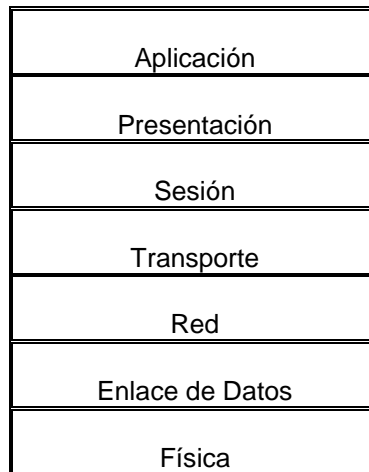 Aplicación
Presentación
Sesión
Transporte
Red
Enlace de Datos
Física